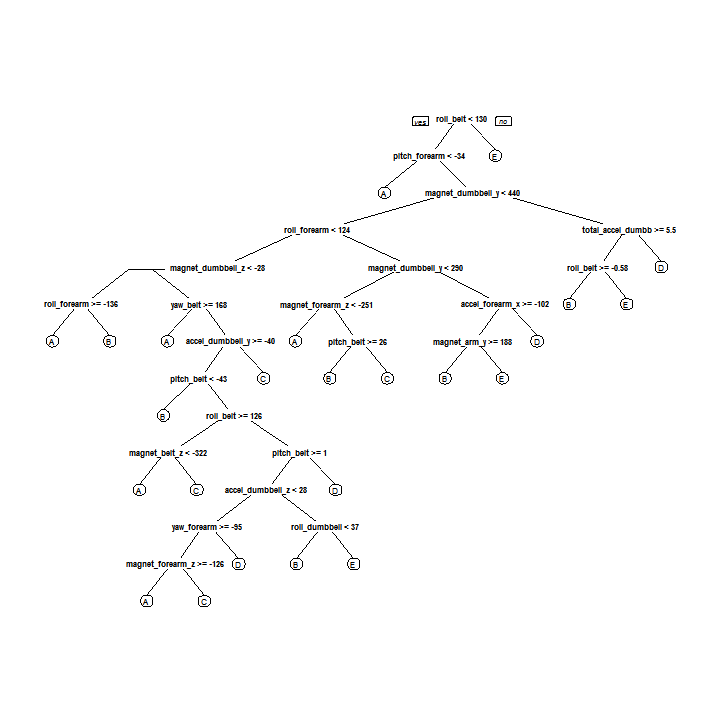 yes roll_belt < 130 no
pitch_forearm < -34 E
A magnet_dumbbell_y < 440
roll_forearm < 124 total_accel_dumbb >= 5.5
magnet_dumbbell_z < -28 magnet_dumbbell_y < 290 roll_belt >= -0.58 D
roll_forearm >= -136 yaw_belt >= 168 magnet_forearm_z < -251 accel_forearm_x >= -102 B E
A B A accel_dumbbell_y >= -40 A pitch_belt >= 26 magnet_arm_y >= 188 D
pitch_belt < -43 C B C B E
B roll_belt >= 126
magnet_belt_z < -322 pitch_belt >= 1
A C accel_dumbbell_z < 28 D
yaw_forearm >= -95 roll_dumbbell < 37
magnet_forearm_z >= -126 D B E
A C